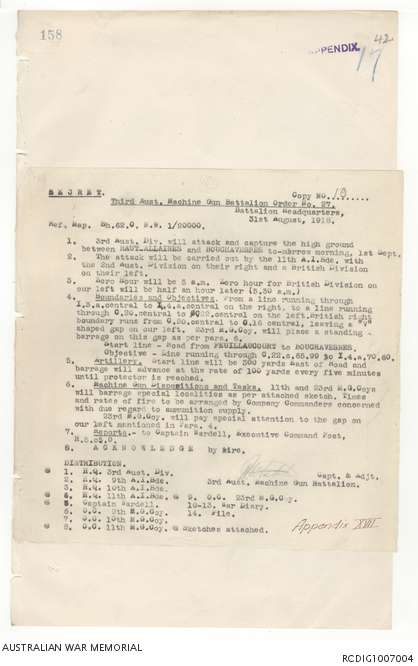 158
APPENDIX
42
17
SECRET.
Copy NO. 19
Third Aust. Machine Gun Battalion Order No. 27.
Battalion Headquarters,
31st August, 1918.
Ref. Map. Sh.62.C. N.W. 1/20000.
1. 3rd Aust. Div. will attack and capture the high ground
between HAUT-ALLAINES and BOUCHAVESNES to-morrow morning, 1st Sept.
2. The attack will be carried out by the 11th A.I.Bde. with
the 2nd Aust. Division on their right and a British Division
on their left.
3. Zero Hour will be 5 a.m. Zero hour for British Division on
our left will be half an hour later (5.30 a.m.)
4. Boundaries and Objectives. From a line running through
I.3.a.central to I.4.a.central on the right, to a line running
through C.20.central to C22.central on the left. British right
boundary runs from C.20.central to C.16 central, leaving a "V"
shaped gap on our left. 23rd M.G.Coy. will place a standing
barrage on this gap as per para. 6.
Start line - Road from FEUILLAUCOURT to BOUCHAVESNES.
Objective - Line running through C.22.c.65.99 to I.4.a.70.60.
5. Artillery. Start line will be 300 yards East of Road and
barrage will advance at the rate of 100 yards every five minutes
until protector is reached.
6. Machine Gun Dispositions and Tasks. 11th and 23rd M.G.Coys
will barrage special localities as per attached sketch. Times
and rates of fire to be arranged by Company Commanders concerned
with due regard to ammunition supply.
23rd M.G.Coy. will pay special attention to the gap on
our left mentioned in Para. 4.
7. Reports.- to Captain Wardell, Executive Command Post,
8. ACKNOWLEDGE by Wire.
Capt. & Adjt.
3rd Aust. Machine Gun Battalion.
DISTRIBUTION.
@ 1. H.Q. 3rd Aust. Div.
2. H.Q. 9th A.I.Bde.
3. H.Q. 10th A.I.Bde.
@ 4. H.Q. 11th A.I.Bde. @ 9. O.C. 23rd M.G.Coy.
@ 5. Captain Wardell. 10-13. War Diary.
6. O.C. 9th M.G.Coy. 14. File.
7. O.C. 10th M.G.Coy.
@ 8. O.C. 11th M.G.Coy. @ Sketches attached.
Appendix XVII
AUSTRALIAN WAR MEMORIAL
RCDIG1007004